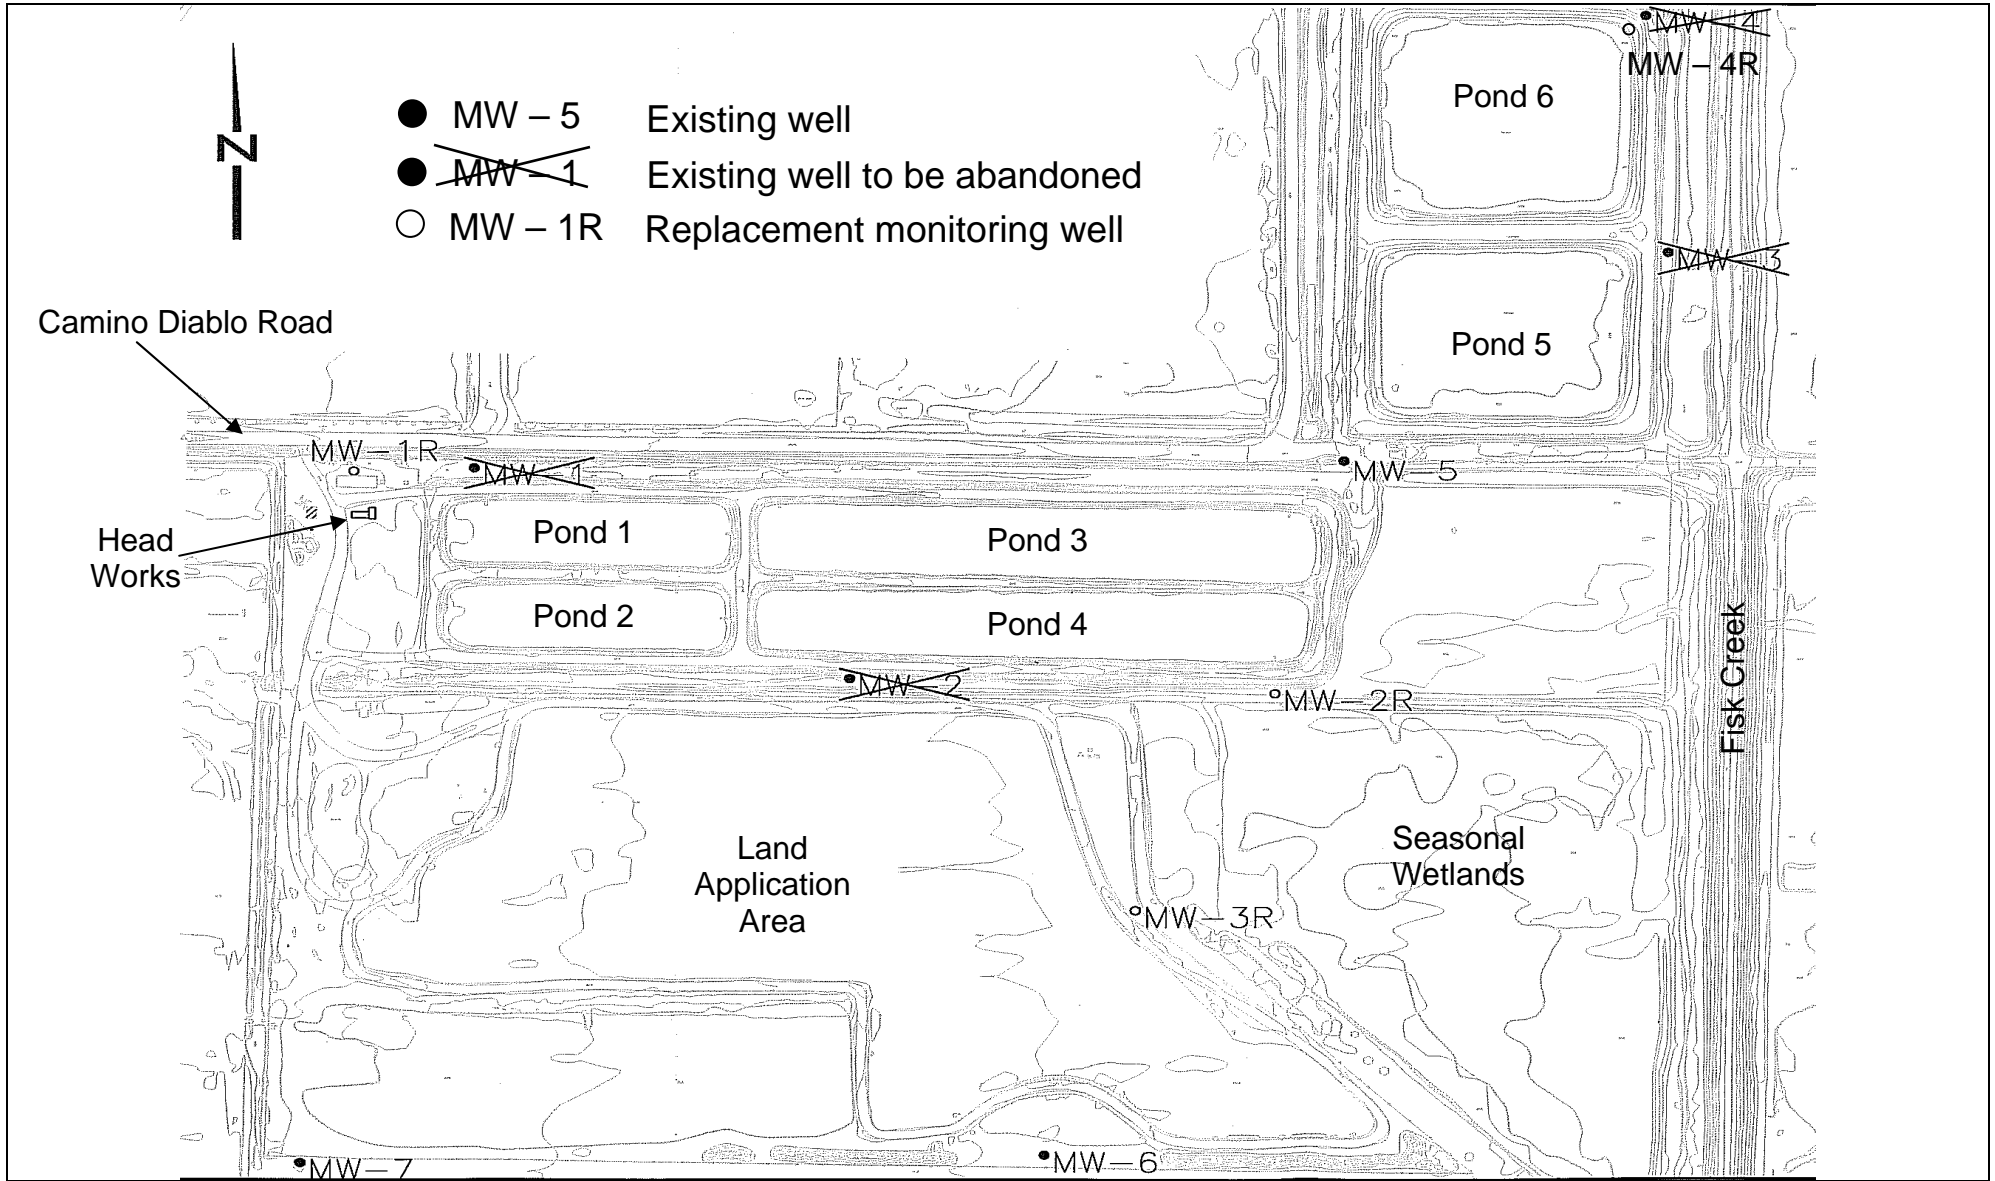 MW – 4
MW – 4R
Pond 6
N
MW – 5 Existing well
MW – 1 Existing well to be abandoned
MW – 1R Replacement monitoring well
MW – 3
Pond 5
Camino Diablo Road
MW – 1R
MW – 1
MW – 5
Head
Works
Pond 1
Pond 3
Pond 2
Pond 4
Fisk Creek
MW – 2
MW – 2R
Land
Application
Area
Seasonal
Wetlands
MW – 3R
MW – 7
MW – 6